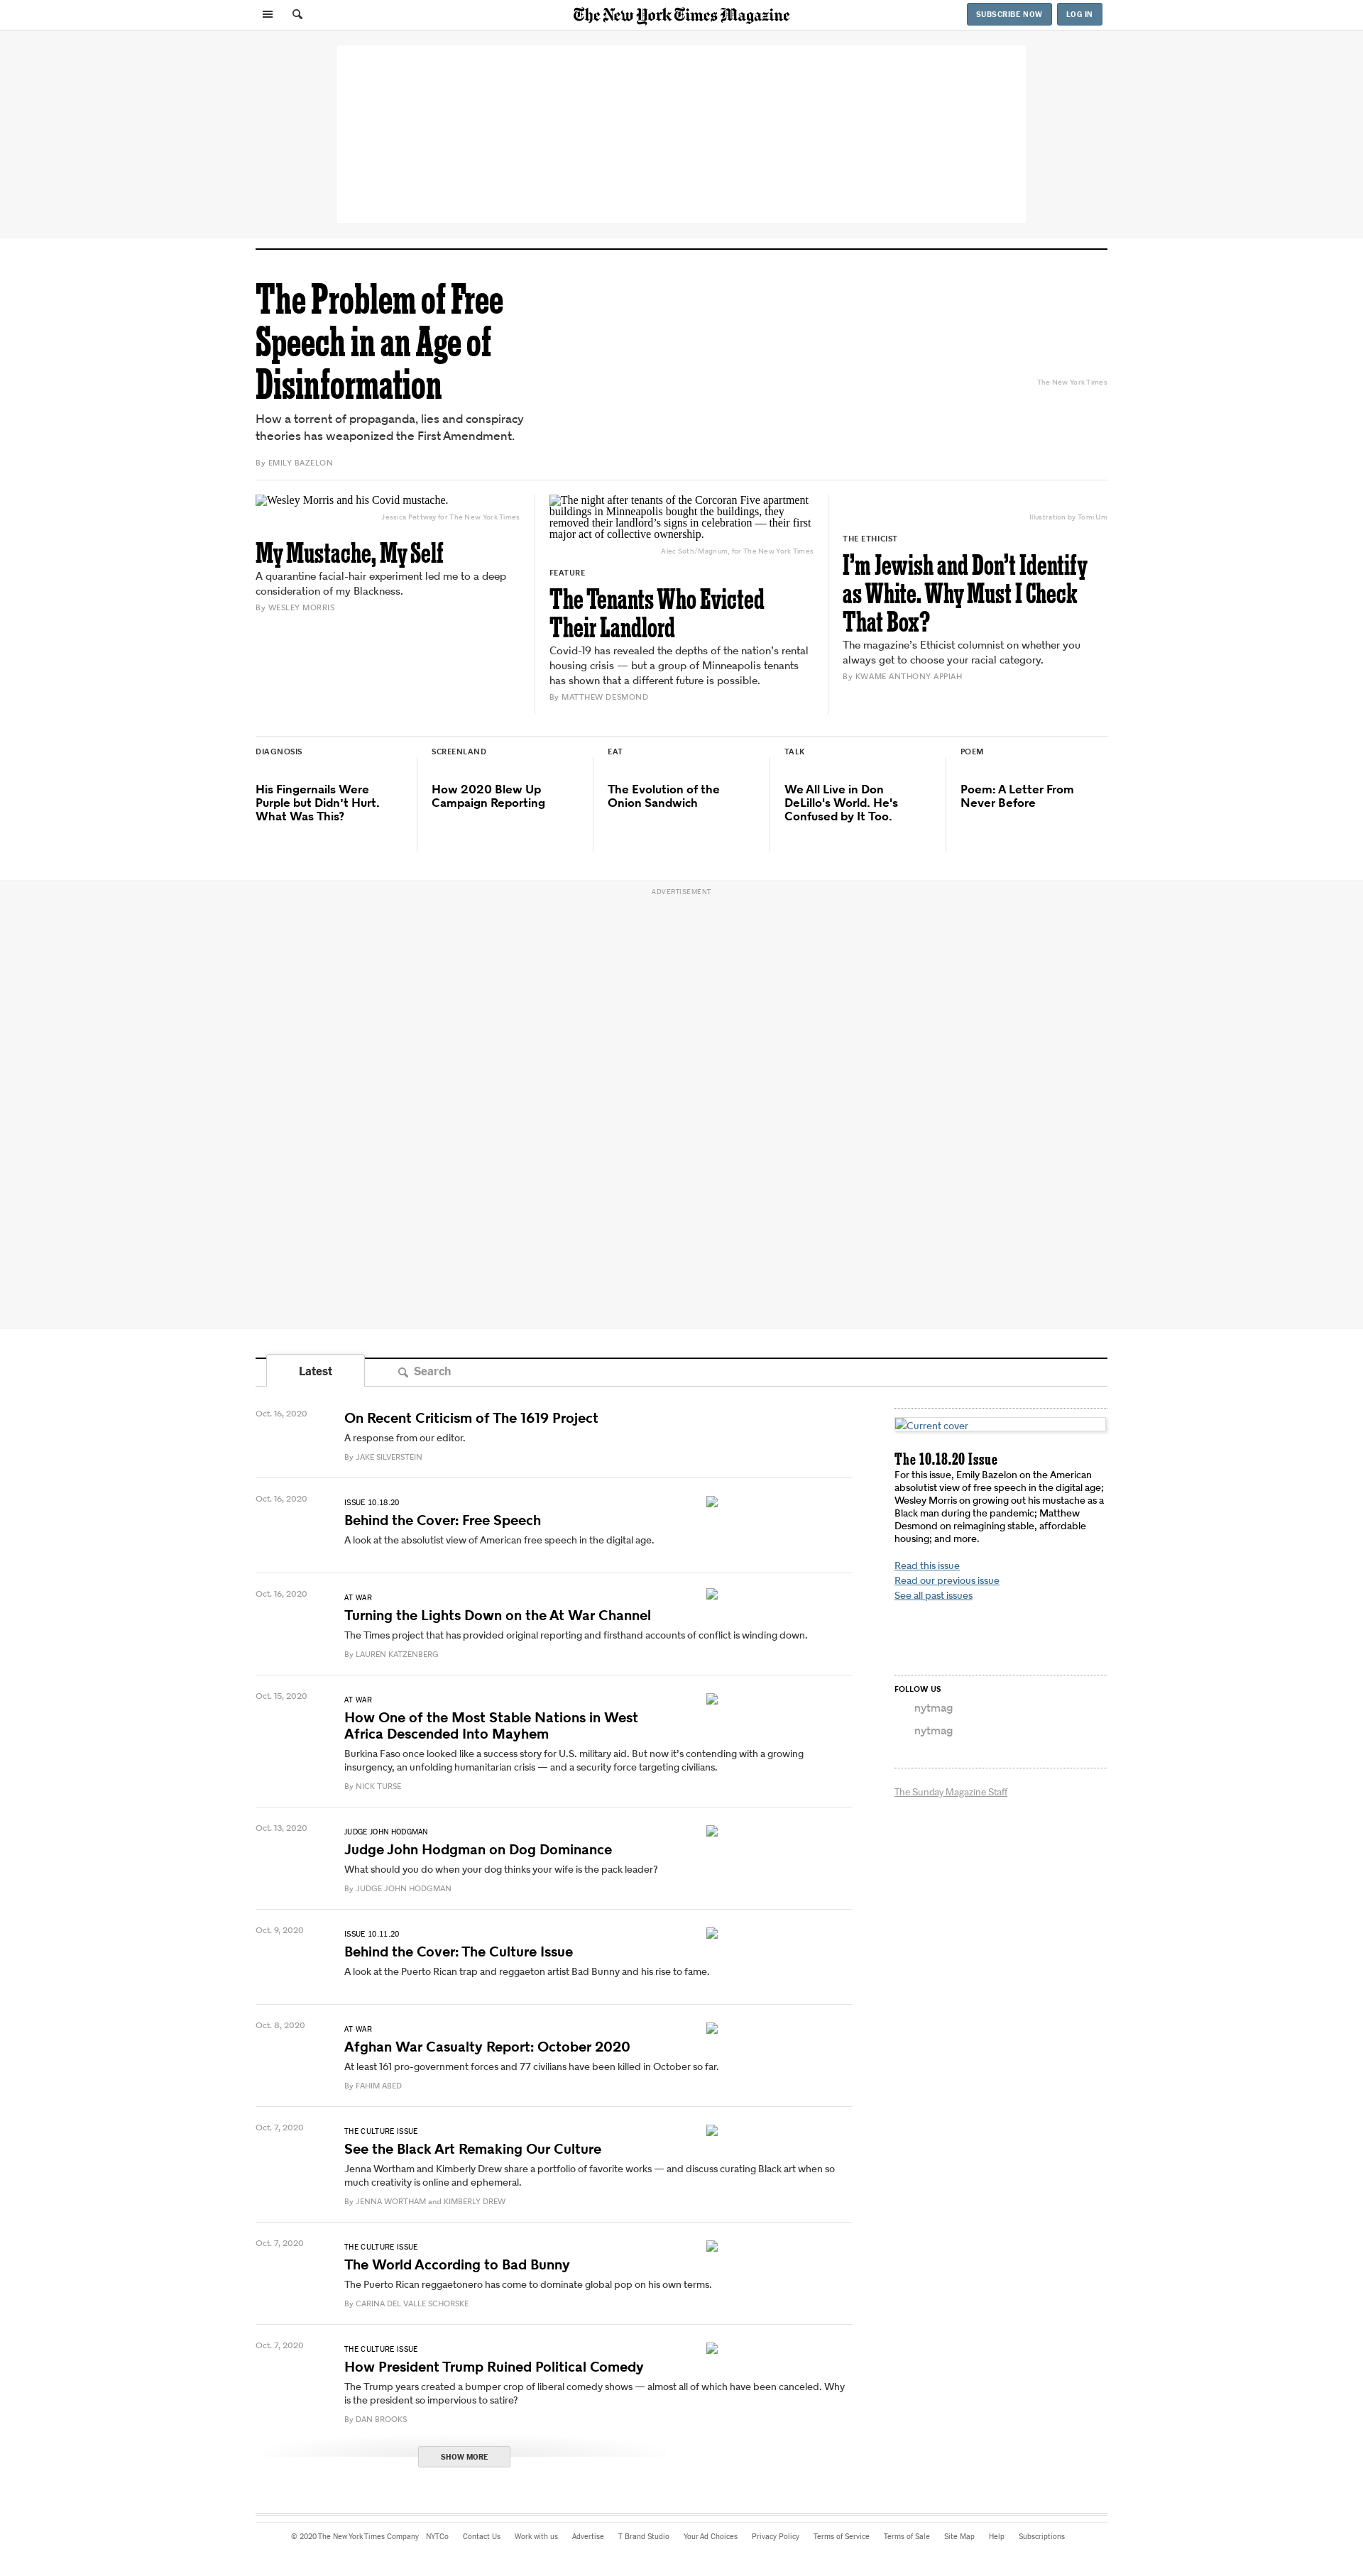 The New York Times Magazine
SUBSCRIBE NOW
LOG IN
The Problem of Free
Speech in an Age of
Disinformation
How a torrent of propaganda, lies and conspiracy
theories has weaponized the First Amendment.
By EMILY BAZELON
The New York Times
Wesley Morris and his Covid mustache.
Jessica Pettway for The New York Times
My Mustache, My Self
A quarantine facial-hair experiment led me to a deep
consideration of my Blackness.
By WESLEY MORRIS
The night after tenants of the Corcoran Five apartment
buildings in Minneapolis bought the buildings, they
removed their landlord’s signs in celebration — their first
major act of collective ownership.
Alec Soth/Magnum, for The New York Times
FEATURE
The Tenants Who Evicted
Their Landlord
Covid-19 has revealed the depths of the nation’s rental
housing crisis — but a group of Minneapolis tenants
has shown that a different future is possible.
By MATTHEW DESMOND
Illustration by Tomi Um
THE ETHICIST
I’m Jewish and Don’t Identify
as White. Why Must I Check
That Box?
The magazine’s Ethicist columnist on whether you
always get to choose your racial category.
By KWAME ANTHONY APPIAH
DIAGNOSIS
His Fingernails Were
Purple but Didn’t Hurt.
What Was This?
SCREENLAND
How 2020 Blew Up
Campaign Reporting
EAT
The Evolution of the
Onion Sandwich
TALK
We All Live in Don
DeLillo's World. He's
Confused by It Too.
POEM
Poem: A Letter From
Never Before
ADVERTISEMENT
Latest
Search
Oct. 16, 2020
On Recent Criticism of The 1619 Project
A response from our editor.
By JAKE SILVERSTEIN
Oct. 16, 2020
ISSUE 10.18.20
Behind the Cover: Free Speech
A look at the absolutist view of American free speech in the digital age.
Oct. 16, 2020
AT WAR
Turning the Lights Down on the At War Channel
The Times project that has provided original reporting and firsthand accounts of conflict is winding down.
By LAUREN KATZENBERG
Oct. 15, 2020
AT WAR
How One of the Most Stable Nations in West
Africa Descended Into Mayhem
Burkina Faso once looked like a success story for U.S. military aid. But now it’s contending with a growing
insurgency, an unfolding humanitarian crisis — and a security force targeting civilians.
By NICK TURSE
Oct. 13, 2020
JUDGE JOHN HODGMAN
Judge John Hodgman on Dog Dominance
What should you do when your dog thinks your wife is the pack leader?
By JUDGE JOHN HODGMAN
Oct. 9, 2020
ISSUE 10.11.20
Behind the Cover: The Culture Issue
A look at the Puerto Rican trap and reggaeton artist Bad Bunny and his rise to fame.
Oct. 8, 2020
AT WAR
Afghan War Casualty Report: October 2020
At least 161 pro-government forces and 77 civilians have been killed in October so far.
By FAHIM ABED
Oct. 7, 2020
THE CULTURE ISSUE
See the Black Art Remaking Our Culture
Jenna Wortham and Kimberly Drew share a portfolio of favorite works — and discuss curating Black art when so
much creativity is online and ephemeral.
By JENNA WORTHAM and KIMBERLY DREW
Oct. 7, 2020
THE CULTURE ISSUE
The World According to Bad Bunny
The Puerto Rican reggaetonero has come to dominate global pop on his own terms.
By CARINA DEL VALLE SCHORSKE
Oct. 7, 2020
THE CULTURE ISSUE
How President Trump Ruined Political Comedy
The Trump years created a bumper crop of liberal comedy shows — almost all of which have been canceled. Why
is the president so impervious to satire?
By DAN BROOKS
SHOW MORE
Current cover
The 10.18.20 Issue
For this issue, Emily Bazelon on the American
absolutist view of free speech in the digital age;
Wesley Morris on growing out his mustache as a
Black man during the pandemic; Matthew
Desmond on reimagining stable, affordable
housing; and more.
Read this issue
Read our previous issue
See all past issues
FOLLOW US
nytmag
nytmag
The Sunday Magazine Staff
© 2020 The New York Times Company NYTCo Contact Us Work with us Advertise T Brand Studio Your Ad Choices Privacy Policy Terms of Service Terms of Sale Site Map Help Subscriptions